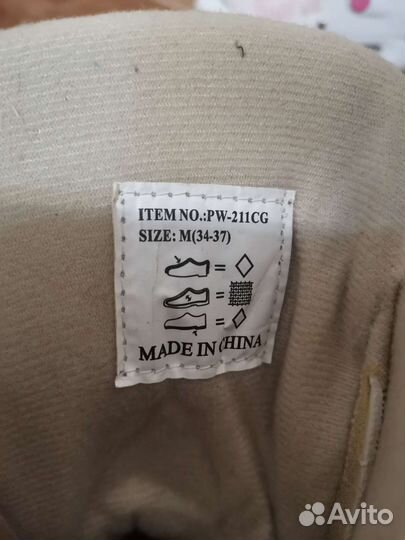 ITEM NO.:PW-211CG
SIZE: M(34-37)
=
=
=
MADE IN CHINA
Avito